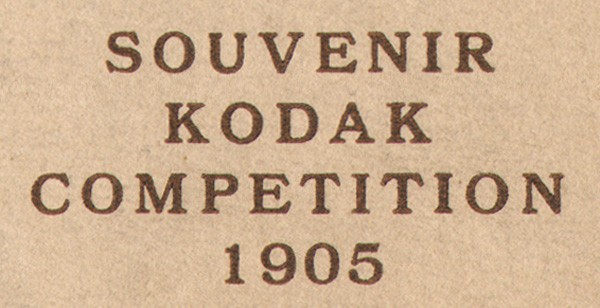 SOUVENIR
KODAK
COMPETITION
1905